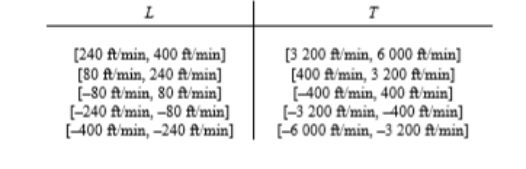 L T
[240 ft/min, 400 ft/min] [3 200 ft/min, 6 000 ft/min]
[80 ft/min, 240 ft/min] [400 ft/min, 3 200 ft/min]
[–80 ft/min, 80 ft/min] [–400 ft/min, 400 ft/min]
[–240 ft/min, –80 ft/min] [–3 200 ft/min, –400 ft/min]
[–400 ft/min, –240 ft/min] [–6 000 ft/min, –3 200 ft/min]